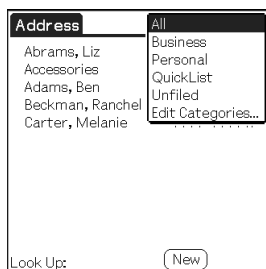 Address
All
Business
Personal
QuickList
Unfiled
Edit Categories...
Abrams, Liz
Accessories
Adams, Ben
Beckman, Ranchel
Carter, Melanie
Look Up:
New